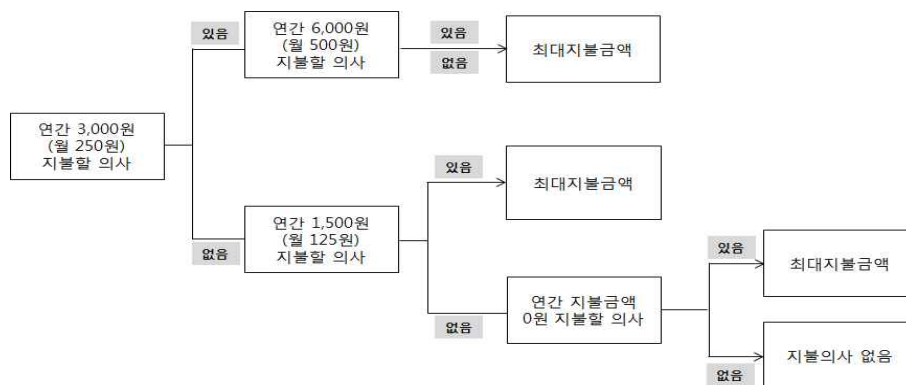 있음
연간 6,000원
(월 500원)
지불할 의사
있음
없음
최대지불금액
연간 3,000원
(월 250원)
지불할 의사
있음
최대지불금액
없음
연간 1,500원
(월 125원)
지불할 의사
있음
최대지불금액
없음
연간 지불금액
0원 지불할 의사
없음
지불의사 없음